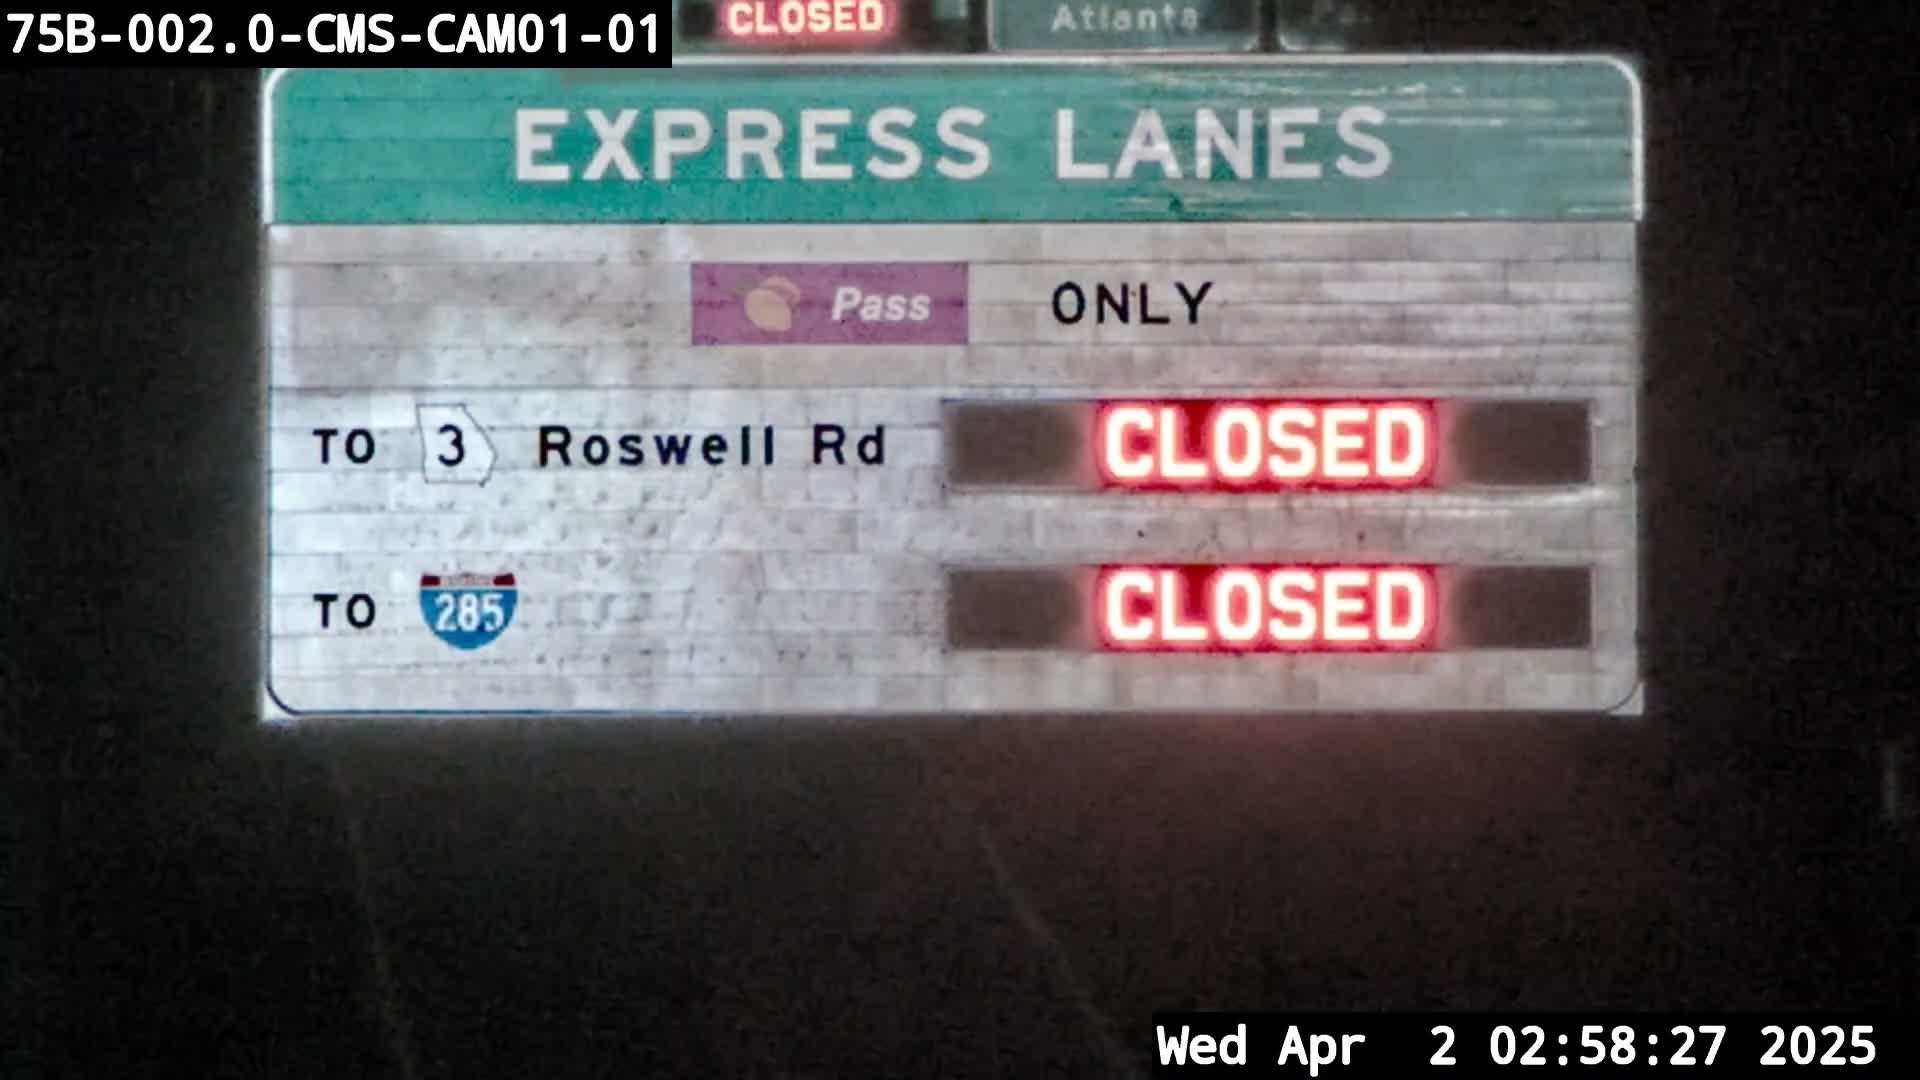 75B-002.0-CMS-CAM01-01
CLOSED
Atlanta
EXPRESS LANES
Pass ONLY
TO 3 Roswell Rd CLOSED
TO 285 CLOSED
Wed Apr 2 02:58:27 2025